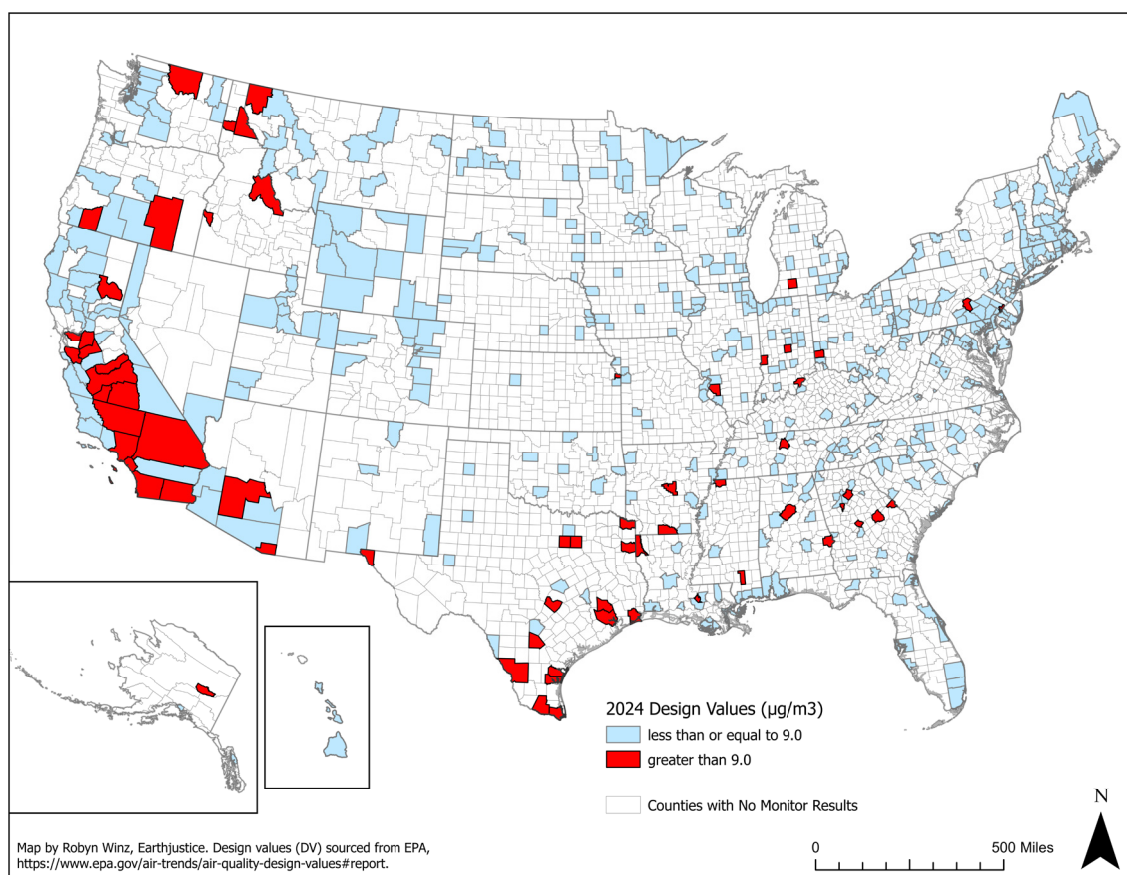 2024 Design Values (µg/m3)
less than or equal to 9.0
greater than 9.0
Counties with No Monitor Results
N
0 500 Miles
Map by Robyn Winz, Earthjustice. Design values (DV) sourced from EPA,
https://www.epa.gov/air-trends/air-quality-design-values#report.